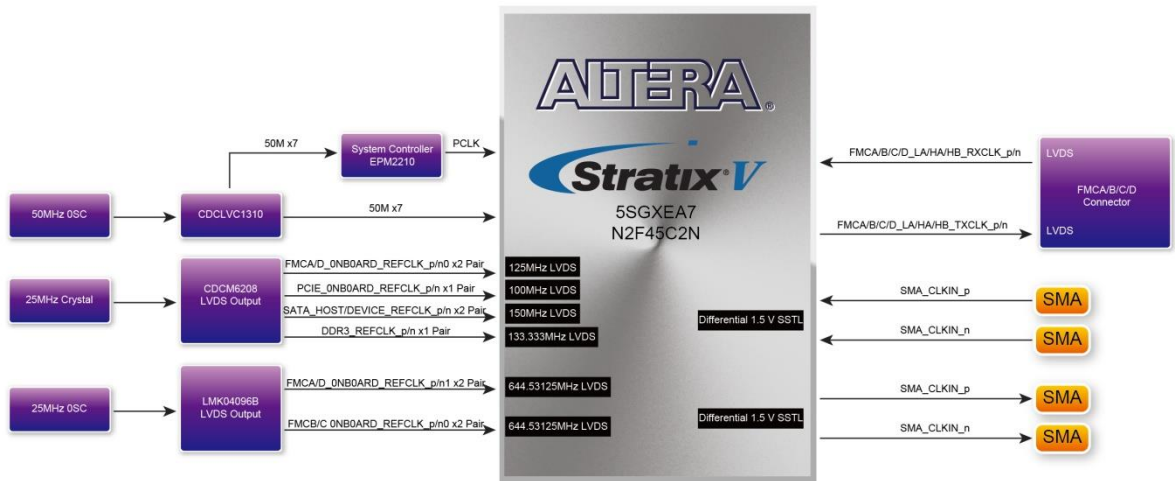 ALTERA®
Stratix® V
5SGXEA7
N2F45C2N
50MHz 0SC
50M x7
System Controller
EPM2210
PCLK
CDCLVC1310
50M x7
25MHz Crystal
CDCM6208
LVDS Output
FMCA/D_0NB0ARD_REFCLK_p/n0 x2 Pair
125MHz LVDS
PCIE_0NB0ARD_REFCLK_p/n x1 Pair
100MHz LVDS
SATA_HOST/DEVICE_REFCLK_p/n x2 Pair
150MHz LVDS
DDR3_REFCLK_p/n x1 Pair
133.333MHz LVDS
25MHz 0SC
LMK04096B
LVDS Output
FMCA/D_0NB0ARD_REFCLK_p/n1 x2 Pair
644.53125MHz LVDS
FMCB/C 0NB0ARD_REFCLK_p/n0 x2 Pair
644.53125MHz LVDS
FMCA/B/C/D_LA/HA/HB_RXCLK_p/n
LVDS
FMCA/B/C/D
Connector
FMCA/B/C/D_LA/HA/HB_TXCLK_p/n
LVDS
Differential 1.5 V SSTL
SMA_CLKIN_p
SMA
SMA_CLKIN_n
SMA
Differential 1.5 V SSTL
SMA_CLKIN_p
SMA
SMA_CLKIN_n
SMA